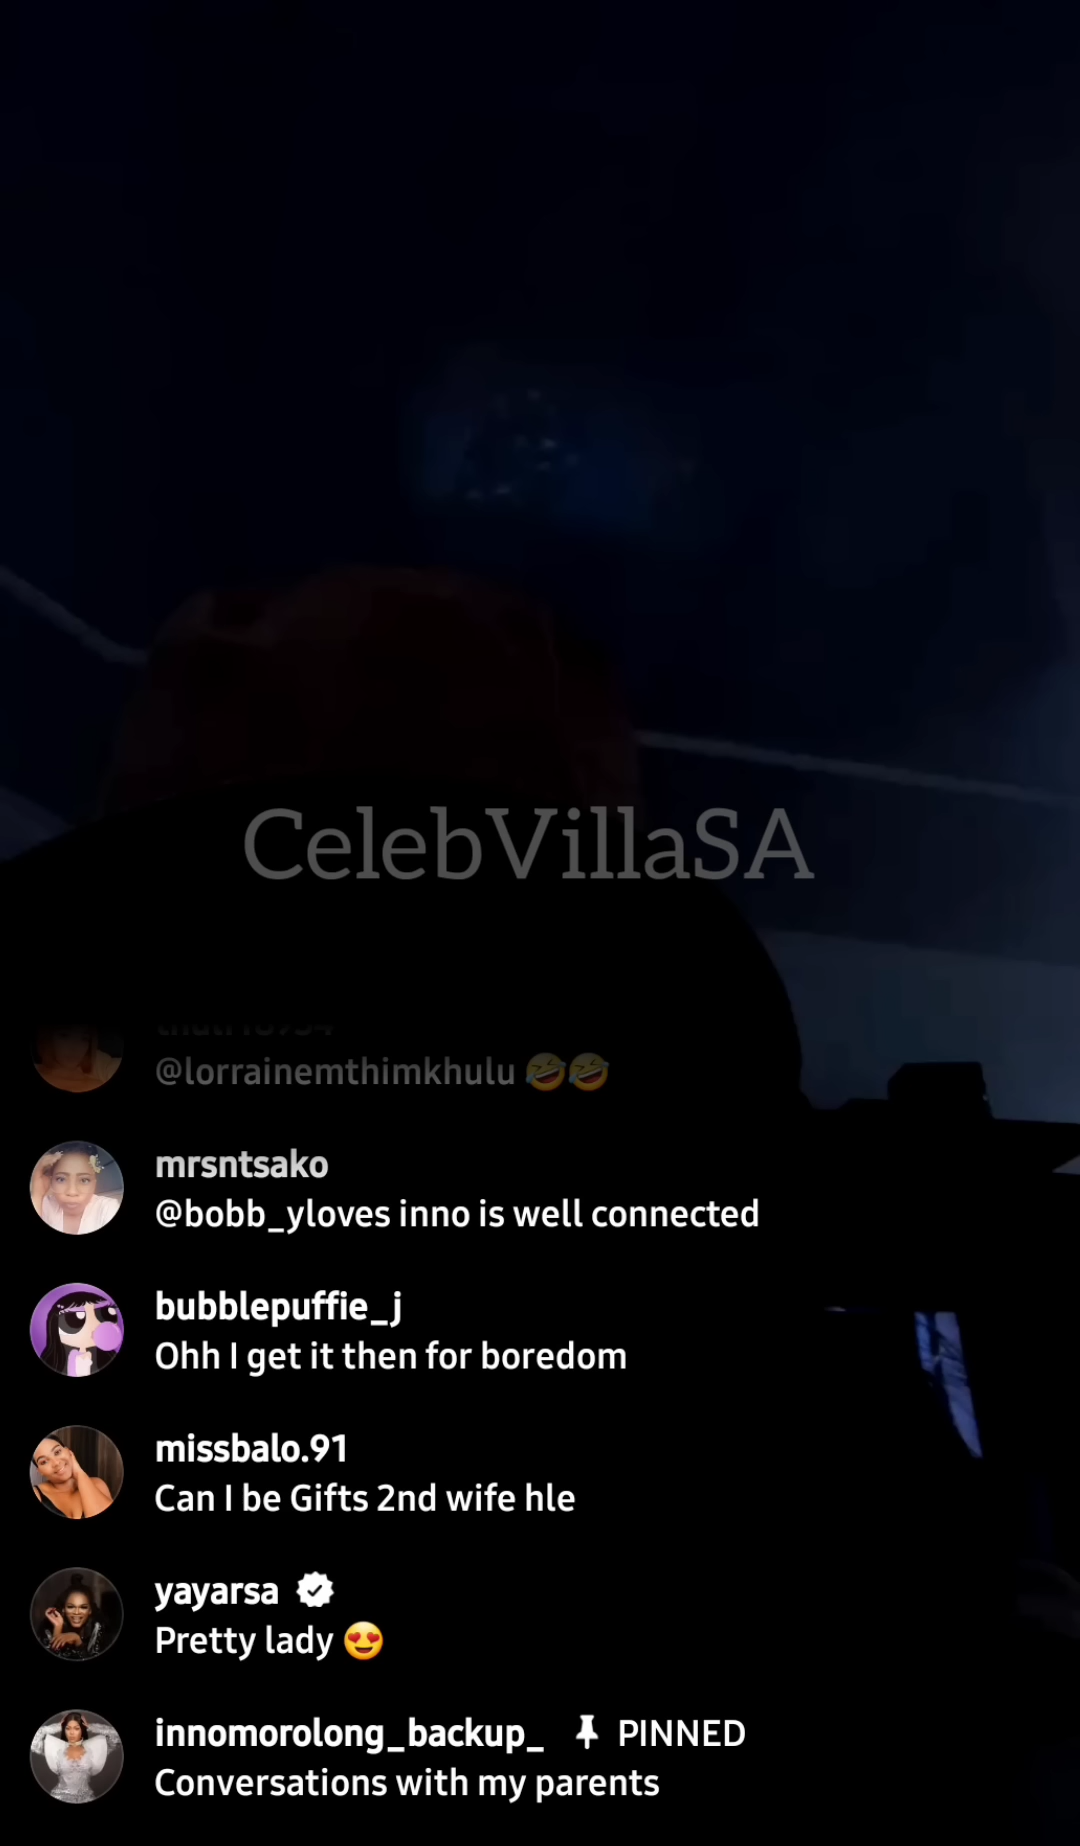 CelebVillaSA
@lorrainemthimkhulu 🤣🤣
mrsntsako
@bobb_yloves inno is well connected
bubblepuffie_j
Ohh I get it then for boredom
missbalo.91
Can I be Gifts 2nd wife hle
yayarsa
Pretty lady 😍
innomorolong_backup_ PINNED
Conversations with my parents